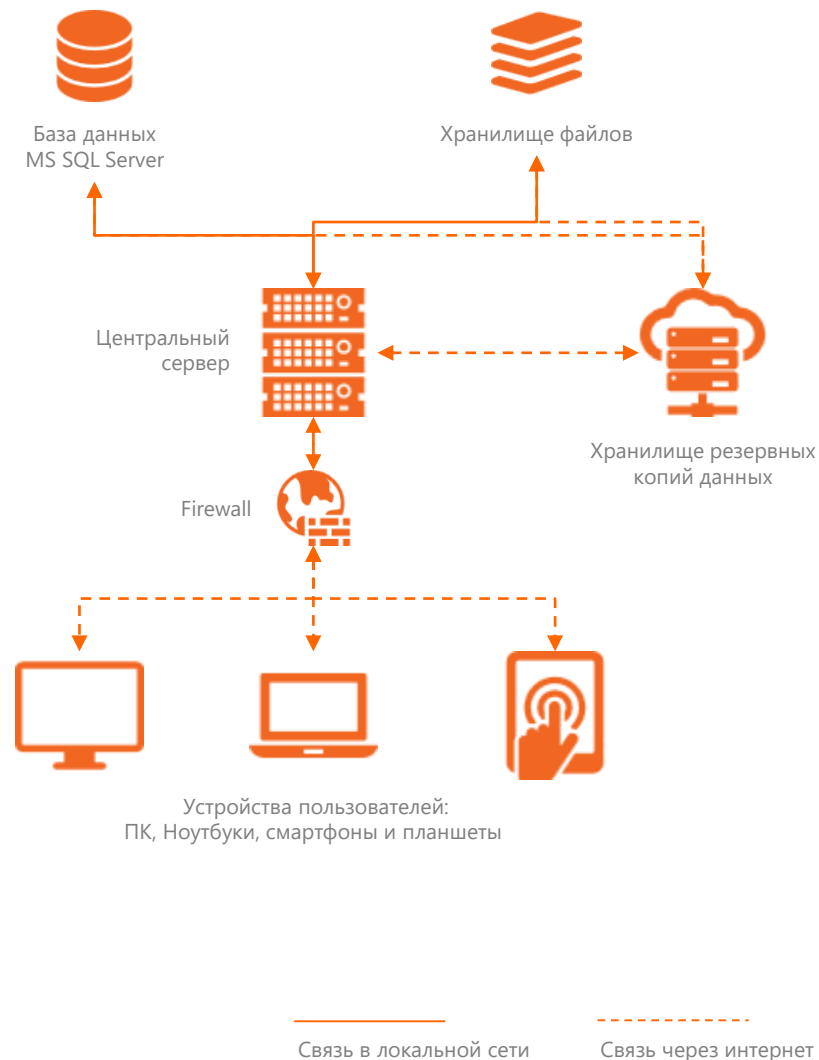 База данных
MS SQL Server
Хранилище файлов
Центральный
сервер
Хранилище резервных
копий данных
Firewall
Устройства пользователей:
ПК, Ноутбуки, смартфоны и планшеты
Связь в локальной сети
Связь через интернет